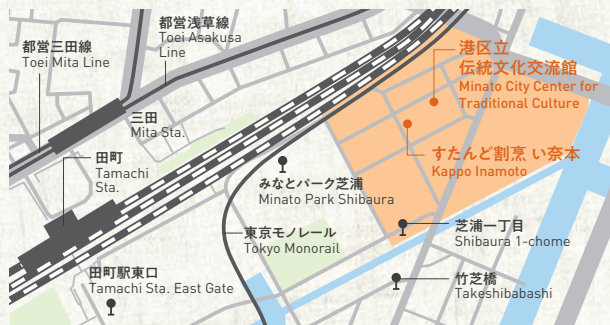 都営三田線
Toei Mita Line
都営浅草線
Toei Asakusa
Line
港区立
伝統文化交流館
Minato City Center for
Traditional Culture
三田
Mita Sta.
田町
Tamachi
Sta.
すたんど割烹 い奈本
Kappo Inamoto
みなとパーク芝浦
Minato Park Shibaura
東京モノレール
Tokyo Monorail
芝浦一丁目
Shibaura 1-chome
田町駅東口
Tamachi Sta. East Gate
竹芝橋
Takeshibabashi